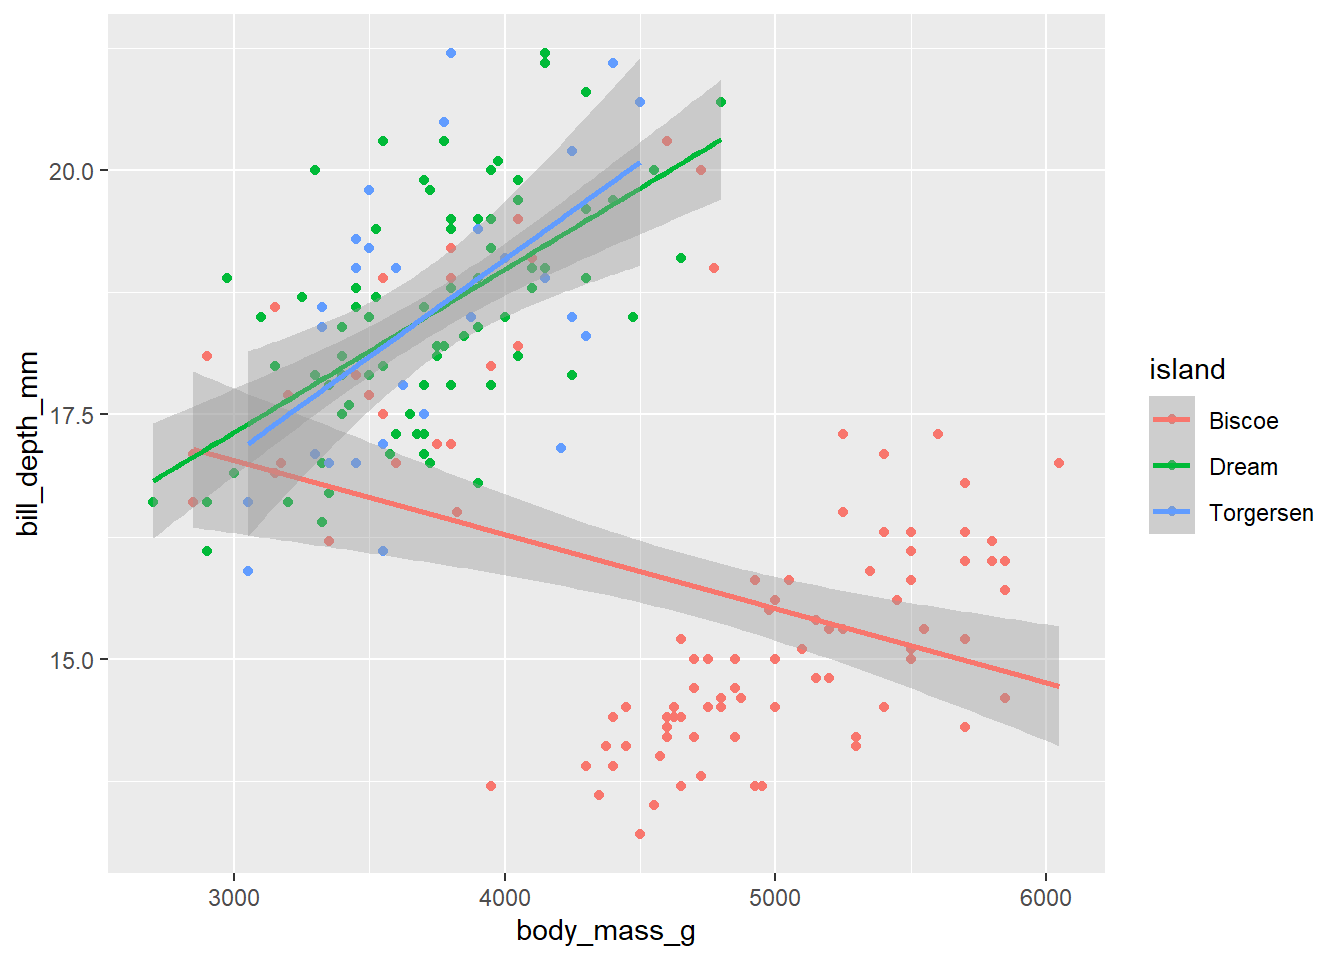 20.0
17.5
15.0
bill_depth_mm
3000
4000
5000
6000
body_mass_g
island
Biscoe
Dream
Torgersen